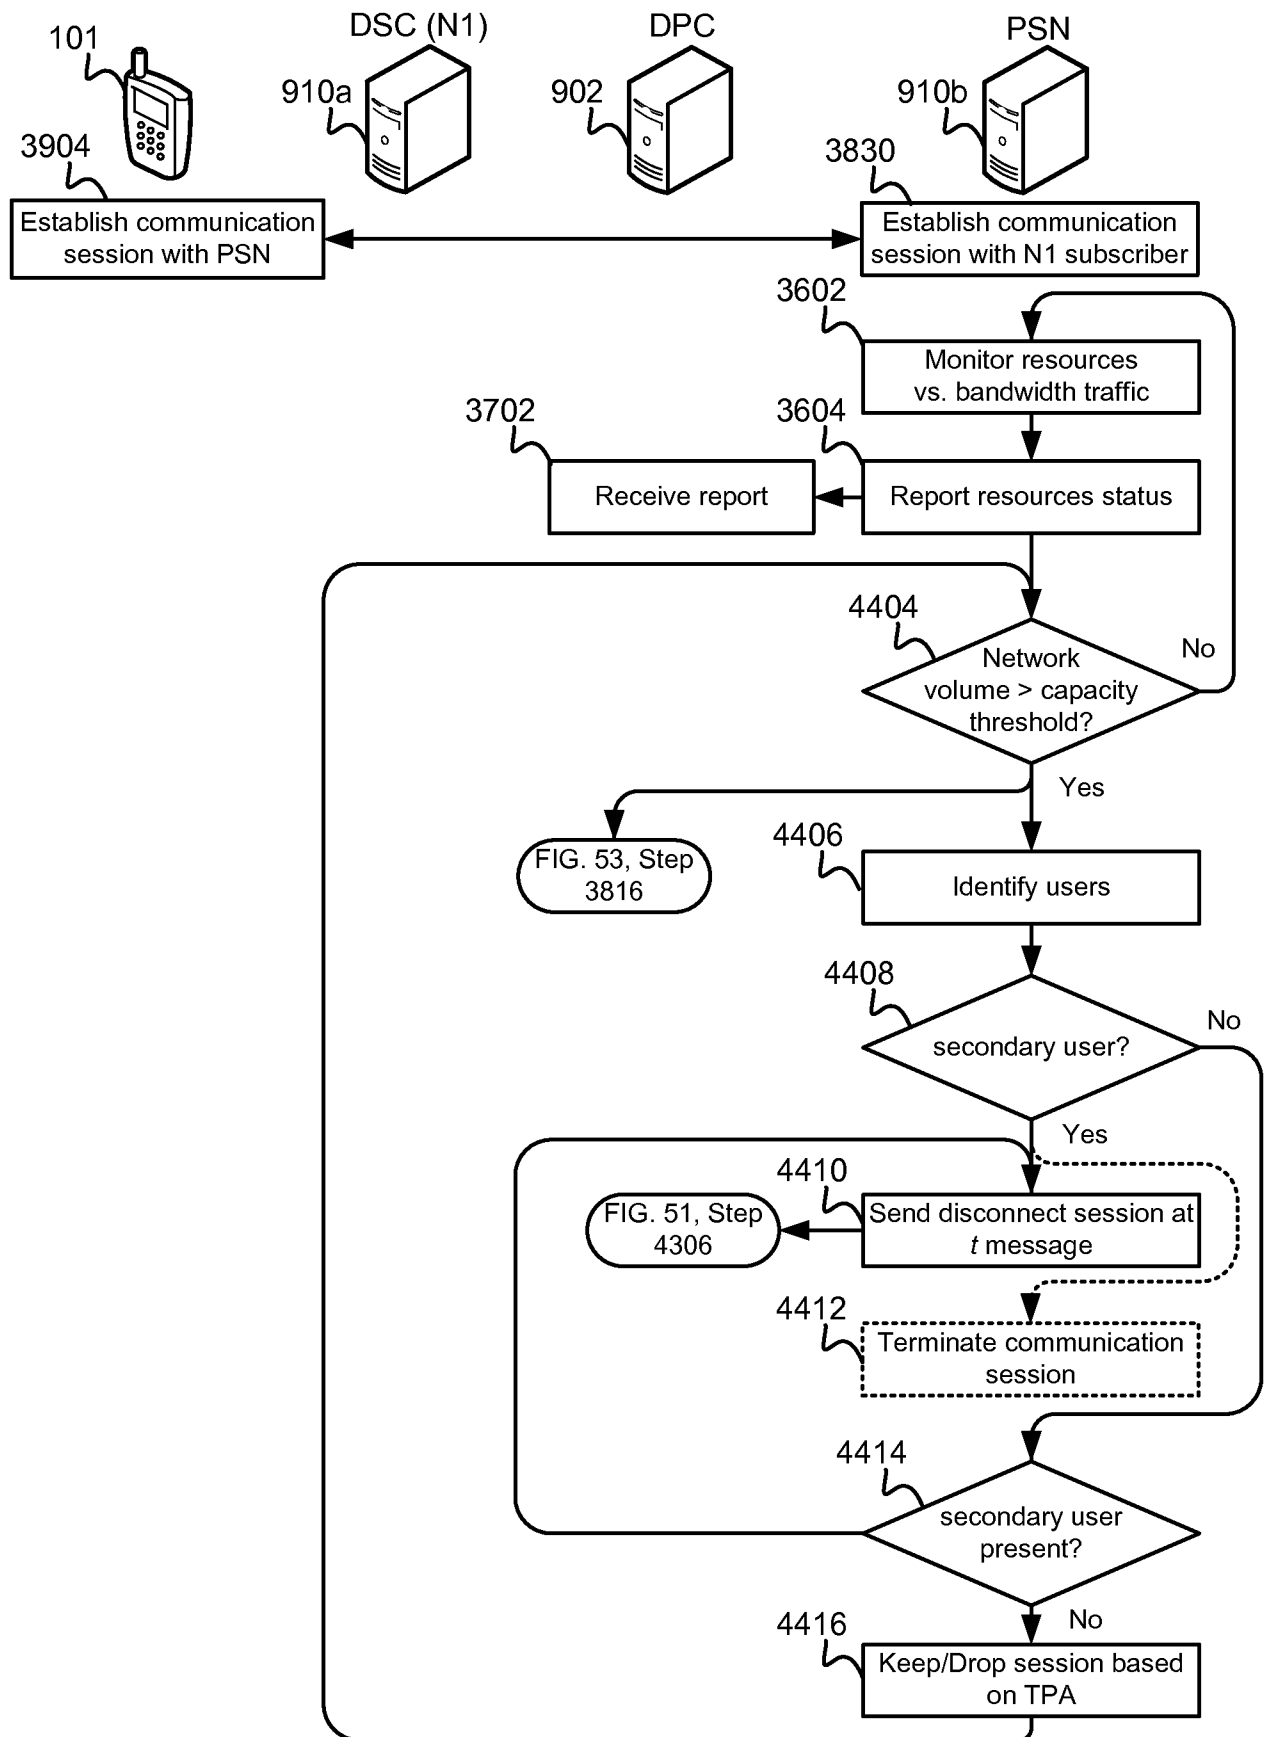 DSC (N1)
DPC
PSN
101
910a
902
910b
3904
3830
Establish communication
session with PSN
Establish communication
session with N1 subscriber
3602
Monitor resources
vs. bandwidth traffic
3702
3604
Receive report
Report resources status
4404
Network
volume > capacity
threshold?
No
Yes
FIG. 53, Step
3816
4406
Identify users
4408
secondary user?
No
Yes
4410
FIG. 51, Step
4306
Send disconnect session at
t message
4412
Terminate communication
session
4414
secondary user
present?
No
4416
Keep/Drop session based
on TPA